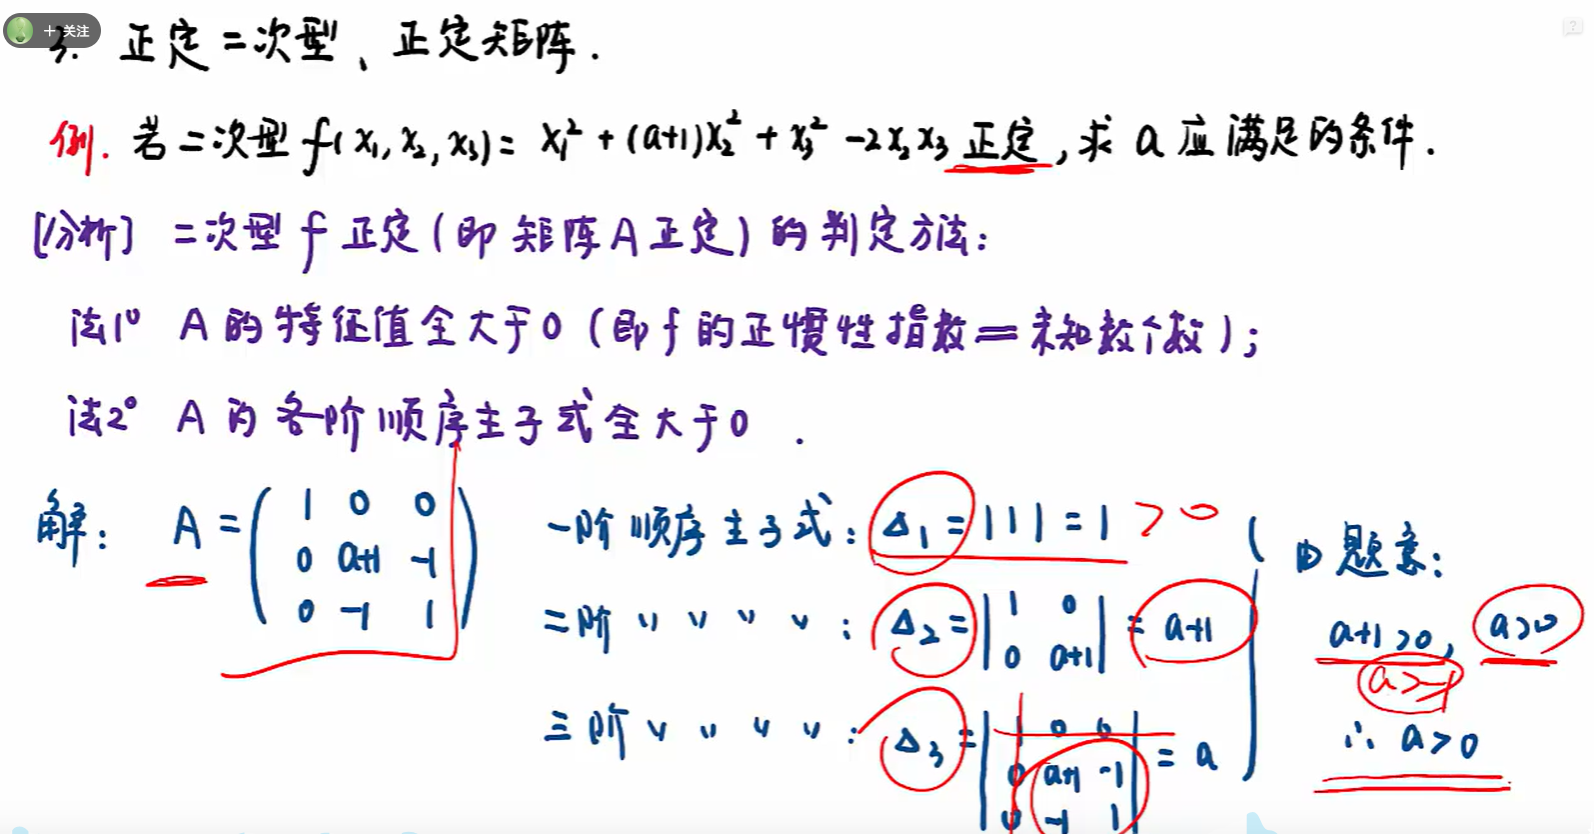 + 关注
3. 正定二次型、正定矩阵.
例. 若二次型 f(x₁, x₂, x₃) = x₁² + (a+1)x₂² + x₃² - 2x₂x₃ 正定, 求 a 应满足的条件.
[分析] 二次型 f 正定 (即矩阵A正定) 的判定方法:
法1° A的特征值全大于0 (即f的正惯性指数=未知数个数);
法2° A的各阶顺序主子式全大于0.
解: A = ( 1 0 0
0 a+1 -1
0 -1 1 )
一阶顺序主子式: Δ₁ = |1| = 1 >0
二阶 〃 〃 〃 〃 : Δ₂ = | 1 0
0 a+1 | = a+1
三阶 〃 〃 〃 〃 : Δ₃ = | 1 0 0
0 a+1 -1
0 -1 1 | = a
由题意:
a+1>0, a>0
a>-1
∴ a>0